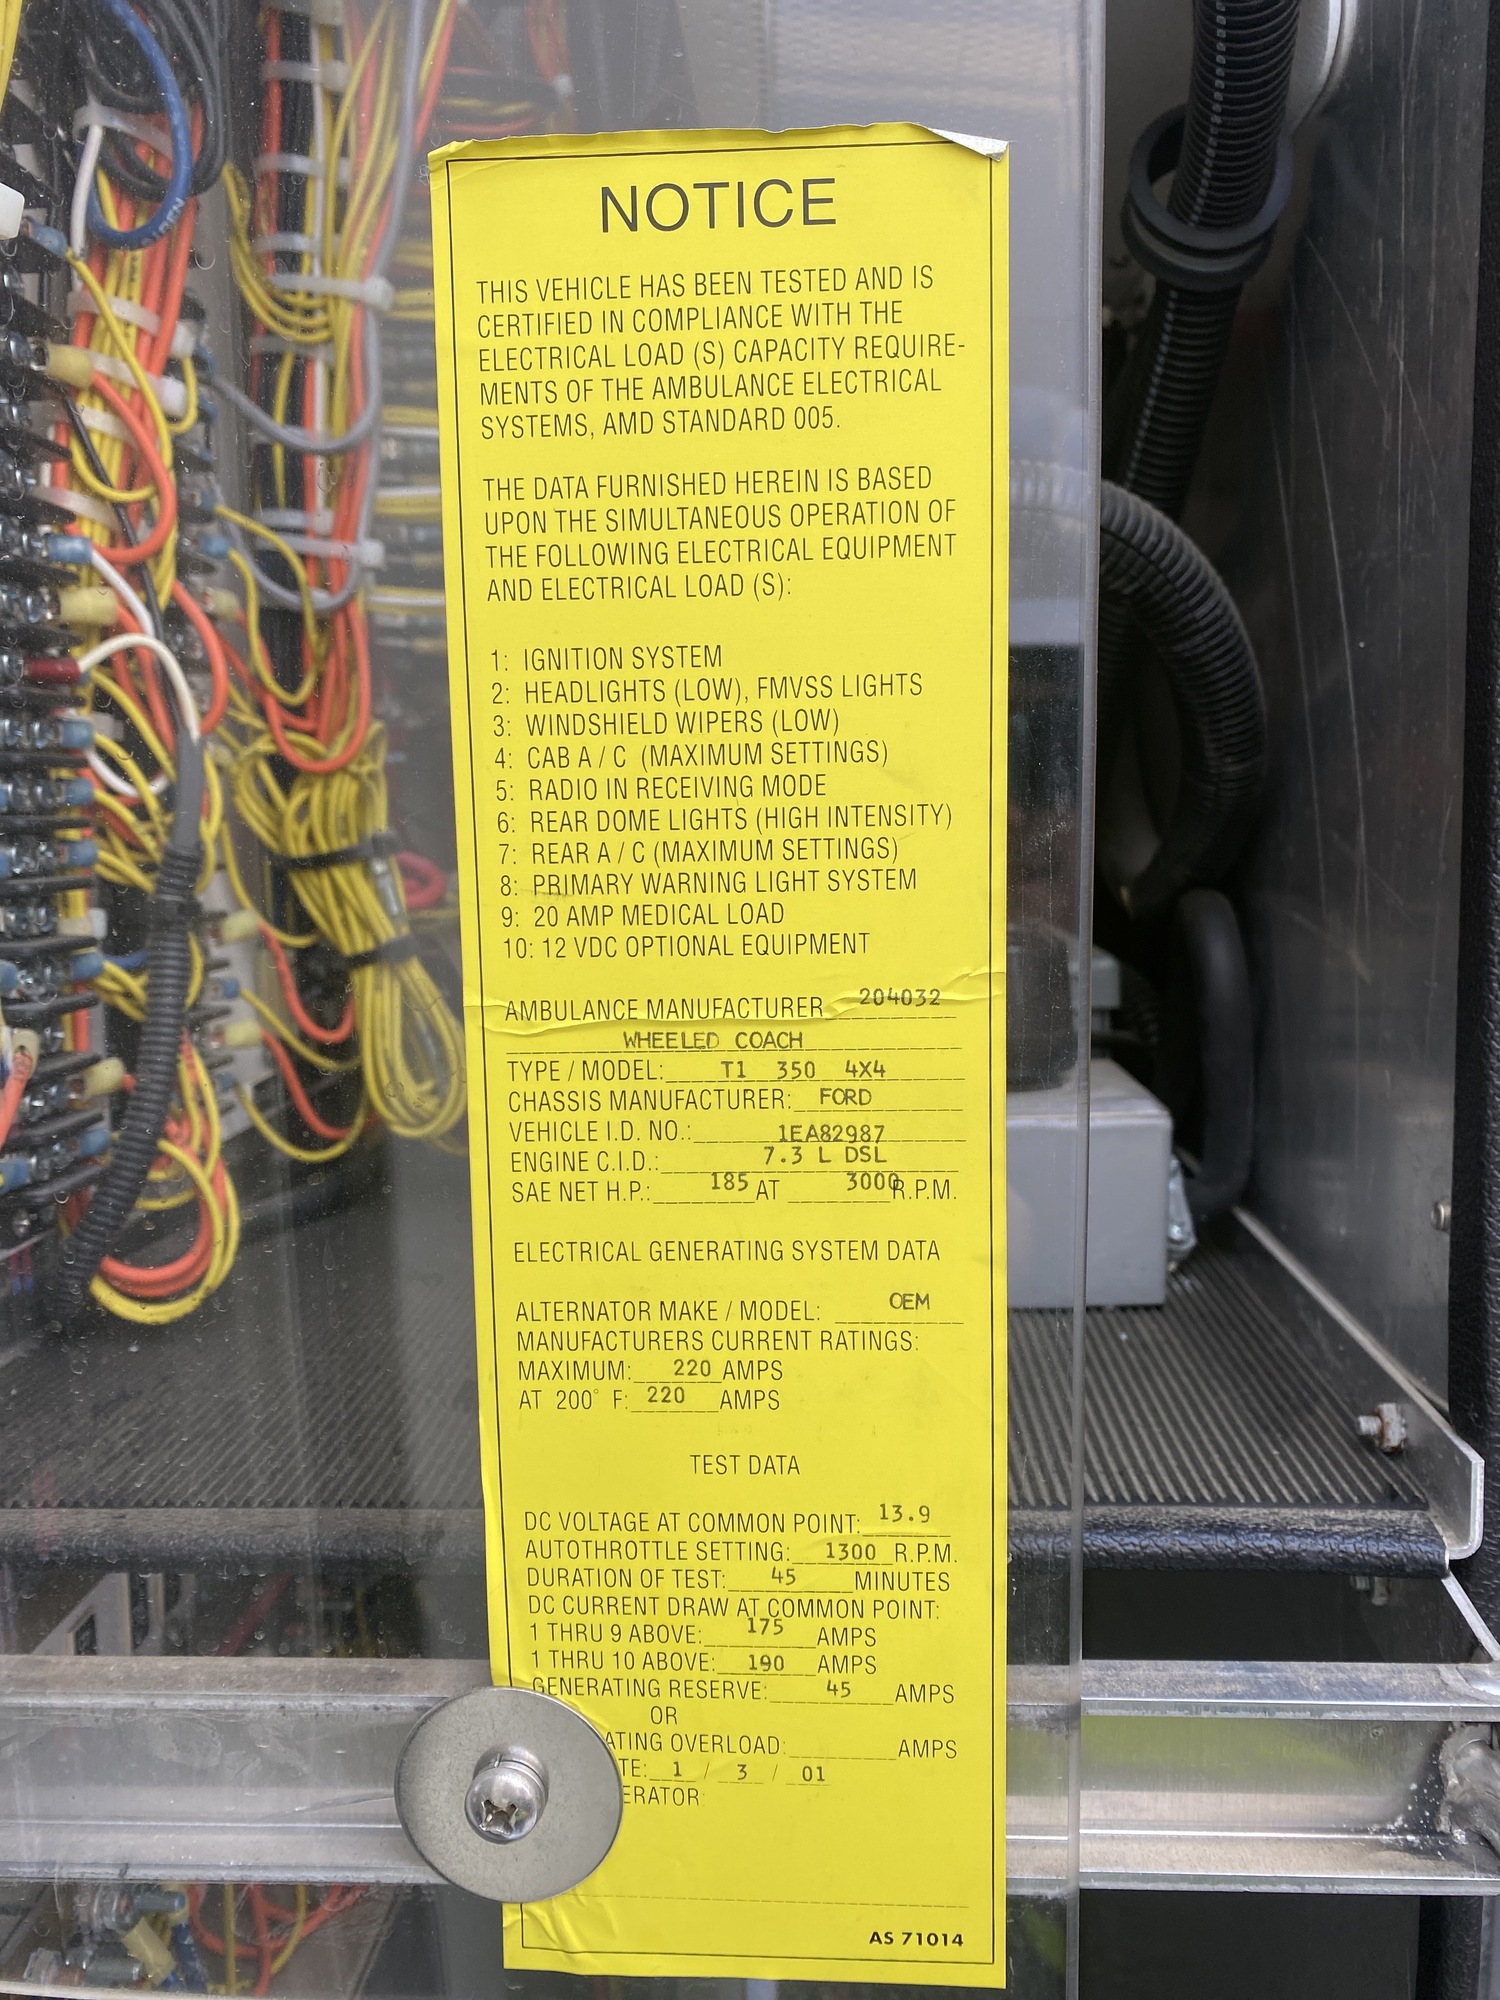 NOTICE
THIS VEHICLE HAS BEEN TESTED AND IS
CERTIFIED IN COMPLIANCE WITH THE
ELECTRICAL LOAD (S) CAPACITY REQUIRE-
MENTS OF THE AMBULANCE ELECTRICAL
SYSTEMS, AMD STANDARD 005.
THE DATA FURNISHED HEREIN IS BASED
UPON THE SIMULTANEOUS OPERATION OF
THE FOLLOWING ELECTRICAL EQUIPMENT
AND ELECTRICAL LOAD (S):
1: IGNITION SYSTEM
2: HEADLIGHTS (LOW), FMVSS LIGHTS
3: WINDSHIELD WIPERS (LOW)
4: CAB A / C (MAXIMUM SETTINGS)
5: RADIO IN RECEIVING MODE
6: REAR DOME LIGHTS (HIGH INTENSITY)
7: REAR A / C (MAXIMUM SETTINGS)
8: PRIMARY WARNING LIGHT SYSTEM
9: 20 AMP MEDICAL LOAD
10: 12 VDC OPTIONAL EQUIPMENT
AMBULANCE MANUFACTURER 204032
WHEELED COACH
TYPE / MODEL: T1 350 4X4
CHASSIS MANUFACTURER: FORD
VEHICLE I.D. NO.: 1EA82987
ENGINE C.I.D.: 7.3 L DSL
SAE NET H.P.: 185 AT 3000 R.P.M.
ELECTRICAL GENERATING SYSTEM DATA
ALTERNATOR MAKE / MODEL: OEM
MANUFACTURERS CURRENT RATINGS:
MAXIMUM: 220 AMPS
AT 200° F: 220 AMPS
TEST DATA
DC VOLTAGE AT COMMON POINT: 13.9
AUTOTHROTTLE SETTING: 1300 R.P.M.
DURATION OF TEST: 45 MINUTES
DC CURRENT DRAW AT COMMON POINT:
1 THRU 9 ABOVE: 175 AMPS
1 THRU 10 ABOVE: 190 AMPS
GENERATING RESERVE: 45 AMPS
OR
ATING OVERLOAD: AMPS
TE: 1 / 3 / 01
ERATOR:
AS 71014